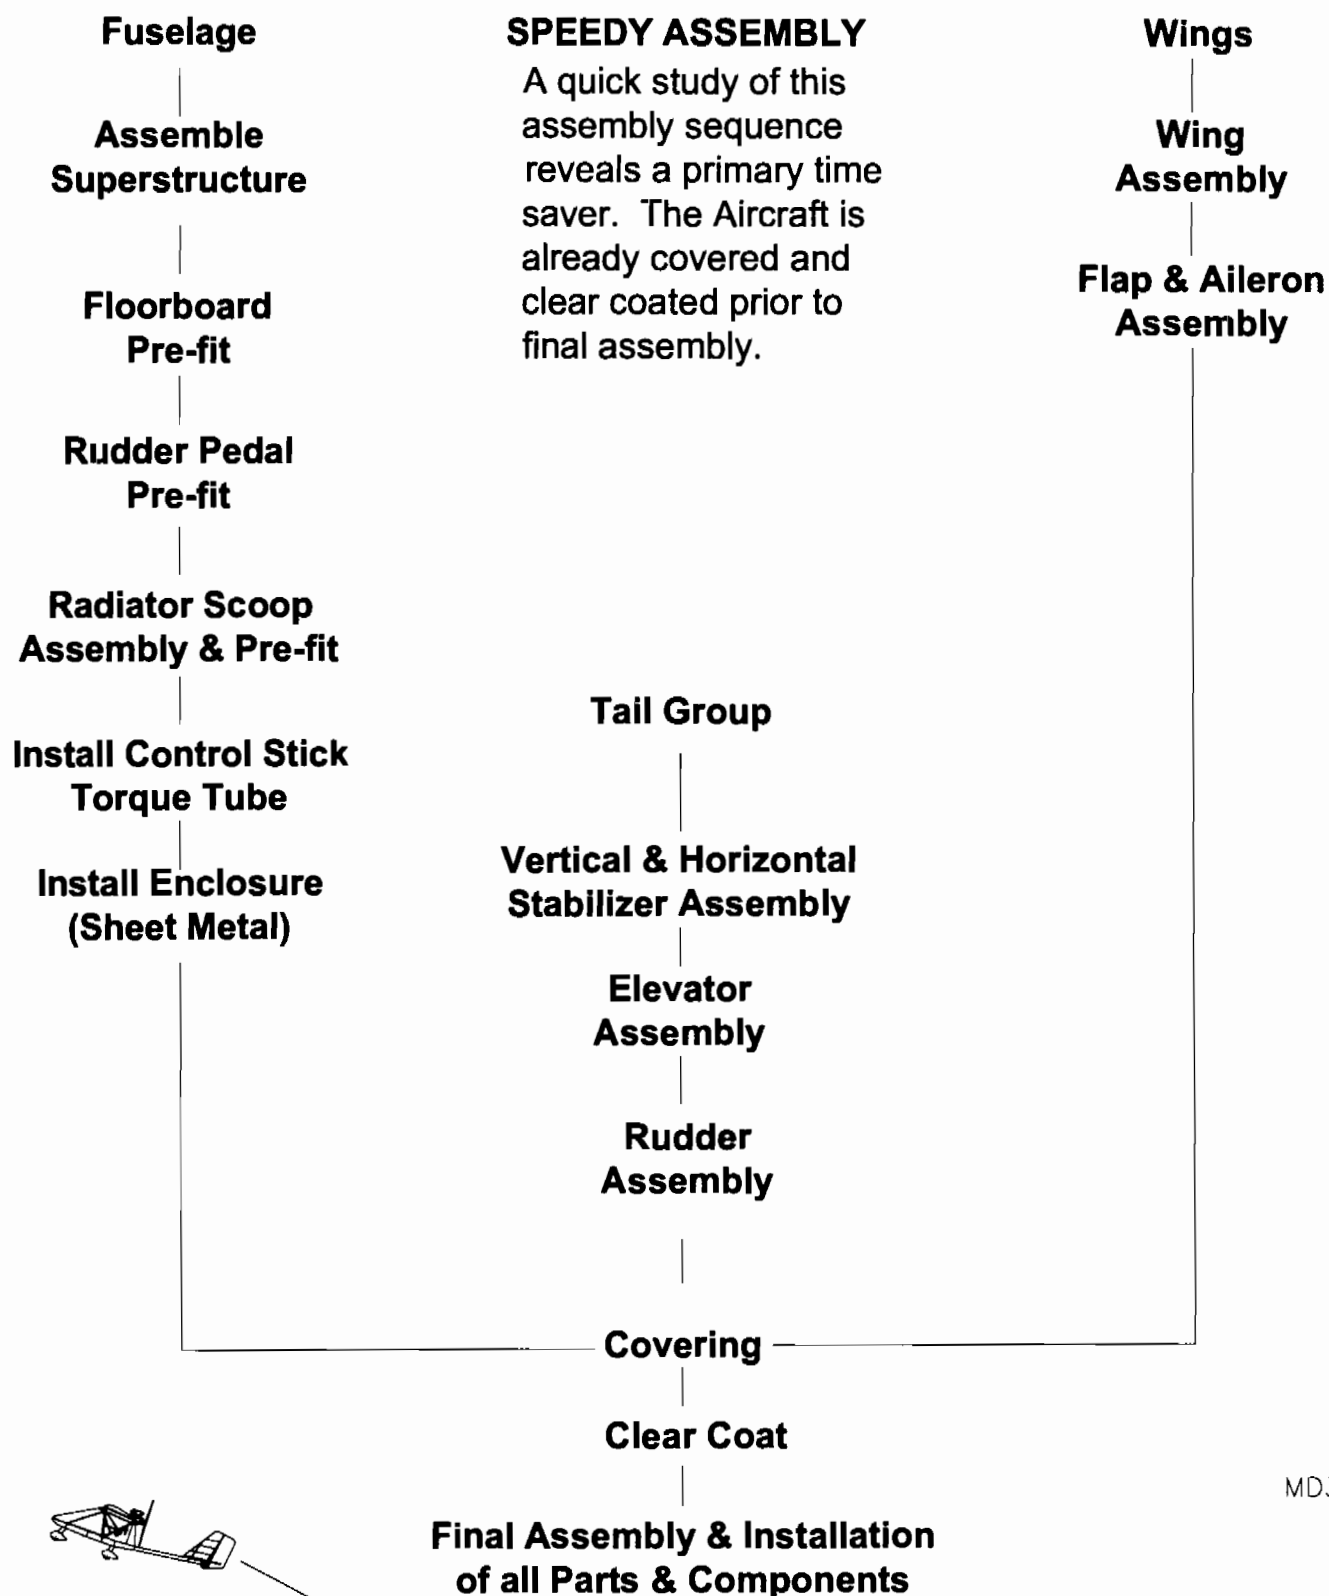 Fuselage
Assemble
Superstructure
Floorboard
Pre-fit
Rudder Pedal
Pre-fit
Radiator Scoop
Assembly & Pre-fit
Install Control Stick
Torque Tube
Install Enclosure
(Sheet Metal)
SPEEDY ASSEMBLY
A quick study of this
assembly sequence
reveals a primary time
saver. The Aircraft is
already covered and
clear coated prior to
final assembly.
Wings
Wing
Assembly
Flap & Aileron
Assembly
Tail Group
Vertical & Horizontal
Stabilizer Assembly
Elevator
Assembly
Rudder
Assembly
Covering
Clear Coat
Final Assembly & Installation
of all Parts & Components